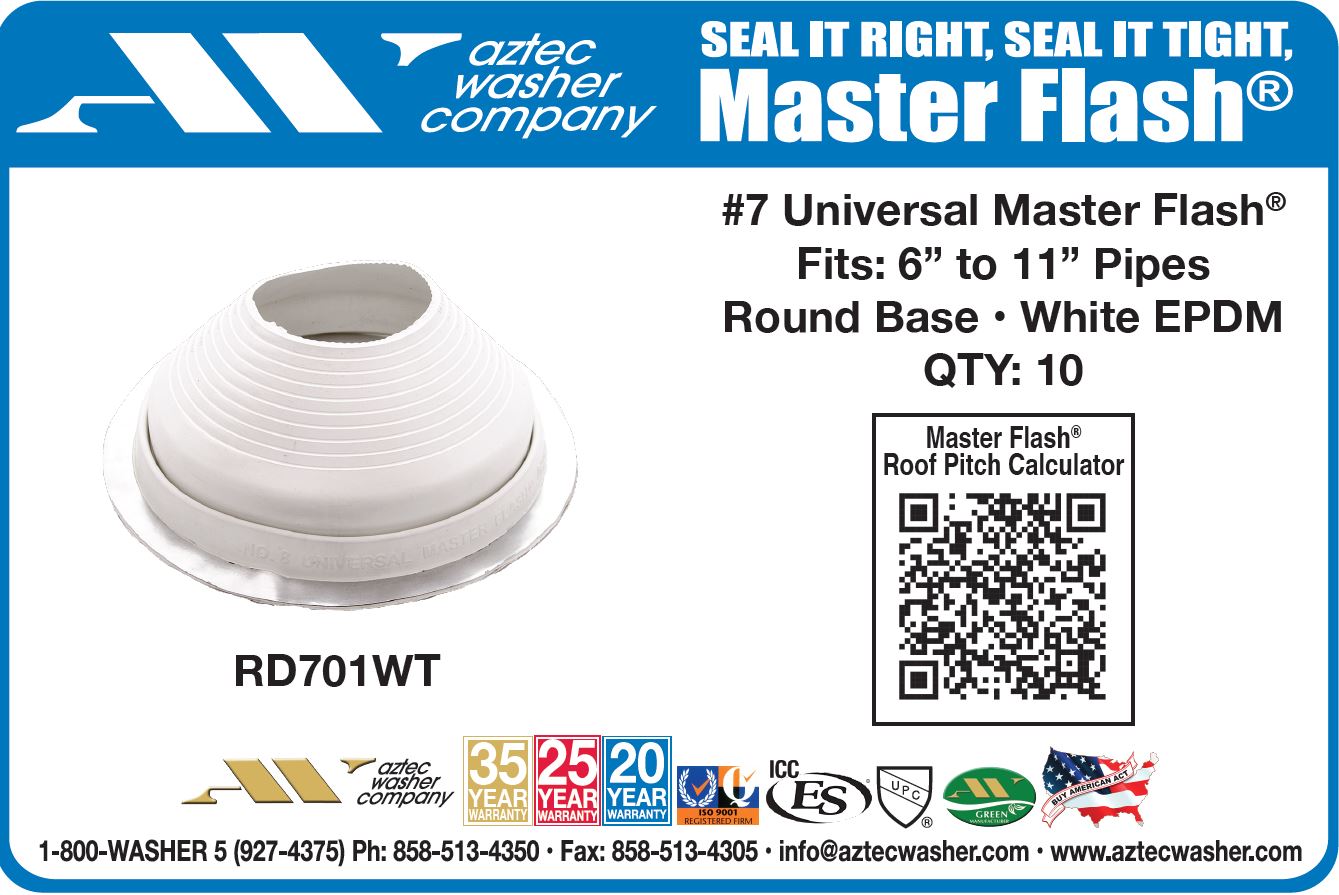 aztec
washer
company
SEAL IT RIGHT, SEAL IT TIGHT,
Master Flash®
#7 Universal Master Flash®
Fits: 6” to 11” Pipes
Round Base • White EPDM
QTY: 10
Master Flash®
Roof Pitch Calculator
NO. 8 UNIVERSAL MASTER FLASH
RD701WT
aztec
washer
company
35
YEAR
WARRANTY
25
YEAR
WARRANTY
20
YEAR
WARRANTY
Q
ISO 9001
REGISTERED FIRM
ICC
ES®
UPC®
GREEN
MANUFACTURER
BUY AMERICAN ACT
1-800-WASHER 5 (927-4375) Ph: 858-513-4350 • Fax: 858-513-4305 • info@aztecwasher.com • www.aztecwasher.com